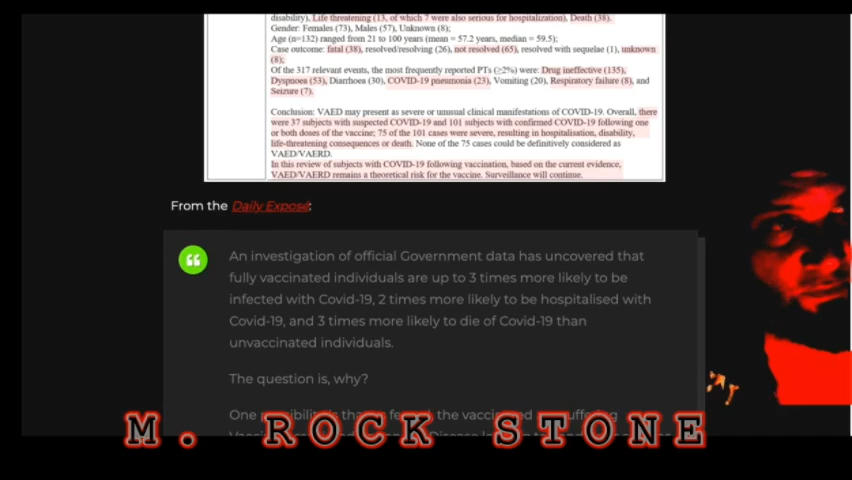 disability), Life threatening (13, of which 7 were also serious for hospitalization), Death (38).
Gender: Females (73), Males (57), Unknown (8);
Age (n=132) ranged from 21 to 100 years (mean = 57.2 years, median = 59.5);
Case outcome: fatal (38), resolved/resolving (26), not resolved (65), resolved with sequelae (1), unknown
(8);
Of the 317 relevant events, the most frequently reported PTs (≥2%) were: Drug ineffective (135),
Dyspnoea (53), Diarrhoea (30), COVID-19 pneumonia (23), Vomiting (20), Respiratory failure (8), and
Seizure (7).
Conclusion: VAED may present as severe or unusual clinical manifestations of COVID-19. Overall, there
were 37 subjects with suspected COVID-19 and 101 subjects with confirmed COVID-19 following one
or both doses of the vaccine; 75 of the 101 cases were severe, resulting in hospitalisation, disability,
life-threatening consequences or death. None of the 75 cases could be definitively considered as
VAED/VAERD.
In this review of subjects with COVID-19 following vaccination, based on the current evidence,
VAED/VAERD remains a theoretical risk for the vaccine. Surveillance will continue.
From the Daily Exposé:
An investigation of official Government data has uncovered that
fully vaccinated individuals are up to 3 times more likely to be
infected with Covid-19, 2 times more likely to be hospitalised with
Covid-19, and 3 times more likely to die of Covid-19 than
unvaccinated individuals.
The question is, why?
One the vaccinated
M. ROCK STONE